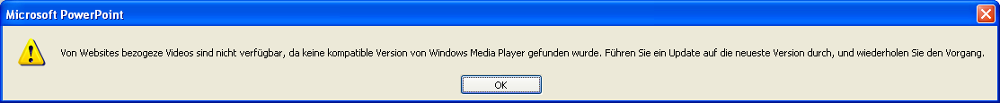 Microsoft PowerPoint
Von Websites bezogeze Videos sind nicht verfügbar, da keine kompatible Version von Windows Media Player gefunden wurde. Führen Sie ein Update auf die neueste Version durch, und wiederholen Sie den Vorgang.
OK